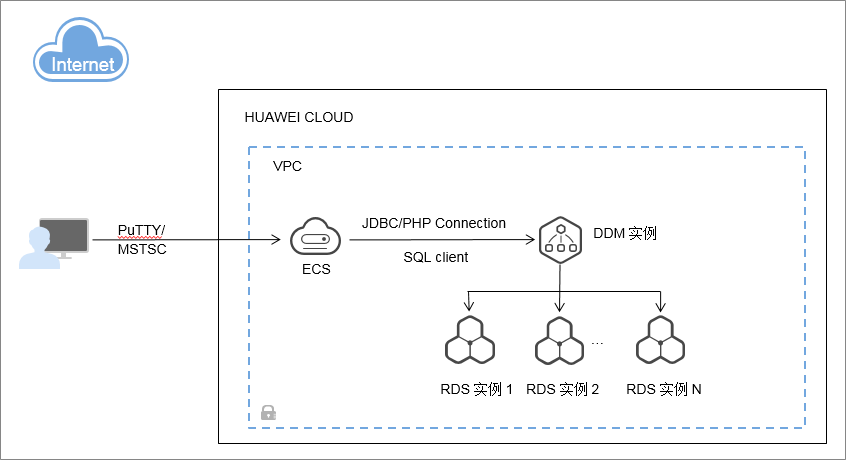 Internet
HUAWEI CLOUD
VPC
PuTTY/
MSTSC
ECS
JDBC/PHP Connection
SQL client
DDM 实例
...
RDS 实例 1
RDS 实例 2
RDS 实例 N